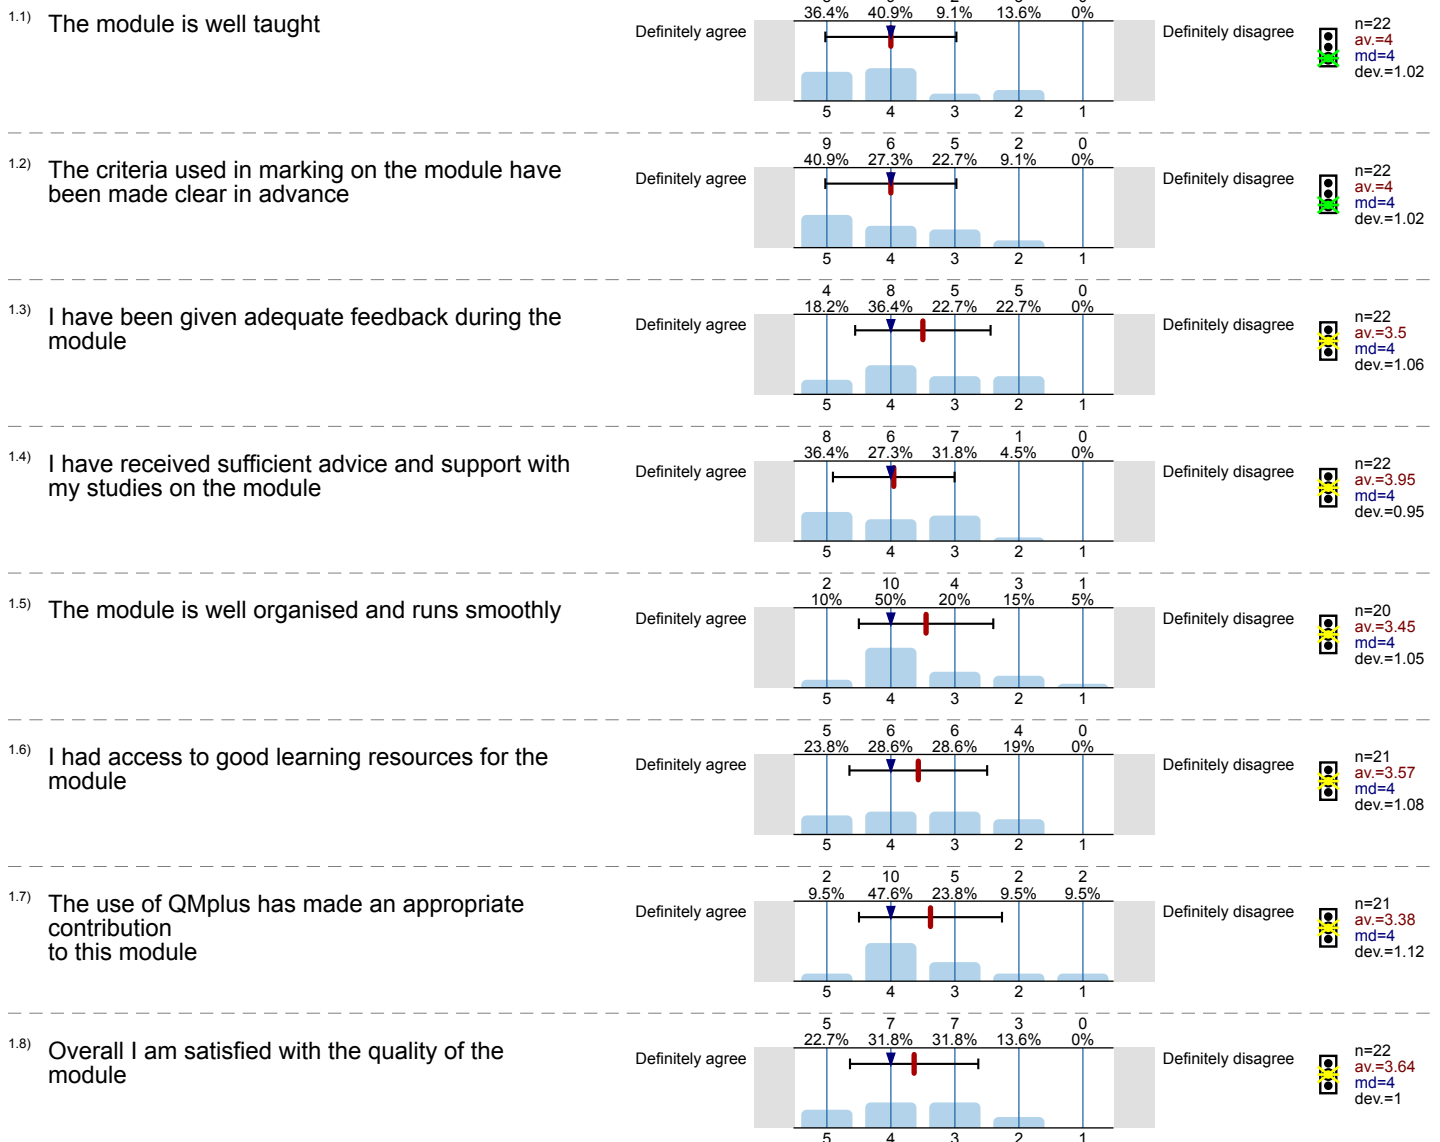 36.4% 40.9% 9.1% 13.6% 0%
1.1) The module is well taught
Definitely agree Definitely disagree
n=22
av.=4
md=4
dev.=1.02
5 4 3 2 1
9 6 5 2 0
40.9% 27.3% 22.7% 9.1% 0%
1.2) The criteria used in marking on the module have
been made clear in advance
Definitely agree Definitely disagree
n=22
av.=4
md=4
dev.=1.02
5 4 3 2 1
4 8 5 5 0
18.2% 36.4% 22.7% 22.7% 0%
1.3) I have been given adequate feedback during the
module
Definitely agree Definitely disagree
n=22
av.=3.5
md=4
dev.=1.06
5 4 3 2 1
8 6 7 1 0
36.4% 27.3% 31.8% 4.5% 0%
1.4) I have received sufficient advice and support with
my studies on the module
Definitely agree Definitely disagree
n=22
av.=3.95
md=4
dev.=0.95
5 4 3 2 1
2 10 4 3 1
10% 50% 20% 15% 5%
1.5) The module is well organised and runs smoothly
Definitely agree Definitely disagree
n=20
av.=3.45
md=4
dev.=1.05
5 4 3 2 1
5 6 6 4 0
23.8% 28.6% 28.6% 19% 0%
1.6) I had access to good learning resources for the
module
Definitely agree Definitely disagree
n=21
av.=3.57
md=4
dev.=1.08
5 4 3 2 1
2 10 5 2 2
9.5% 47.6% 23.8% 9.5% 9.5%
1.7) The use of QMplus has made an appropriate
contribution
to this module
Definitely agree Definitely disagree
n=21
av.=3.38
md=4
dev.=1.12
5 4 3 2 1
5 7 7 3 0
22.7% 31.8% 31.8% 13.6% 0%
1.8) Overall I am satisfied with the quality of the
module
Definitely agree Definitely disagree
n=22
av.=3.64
md=4
dev.=1
5 4 3 2 1